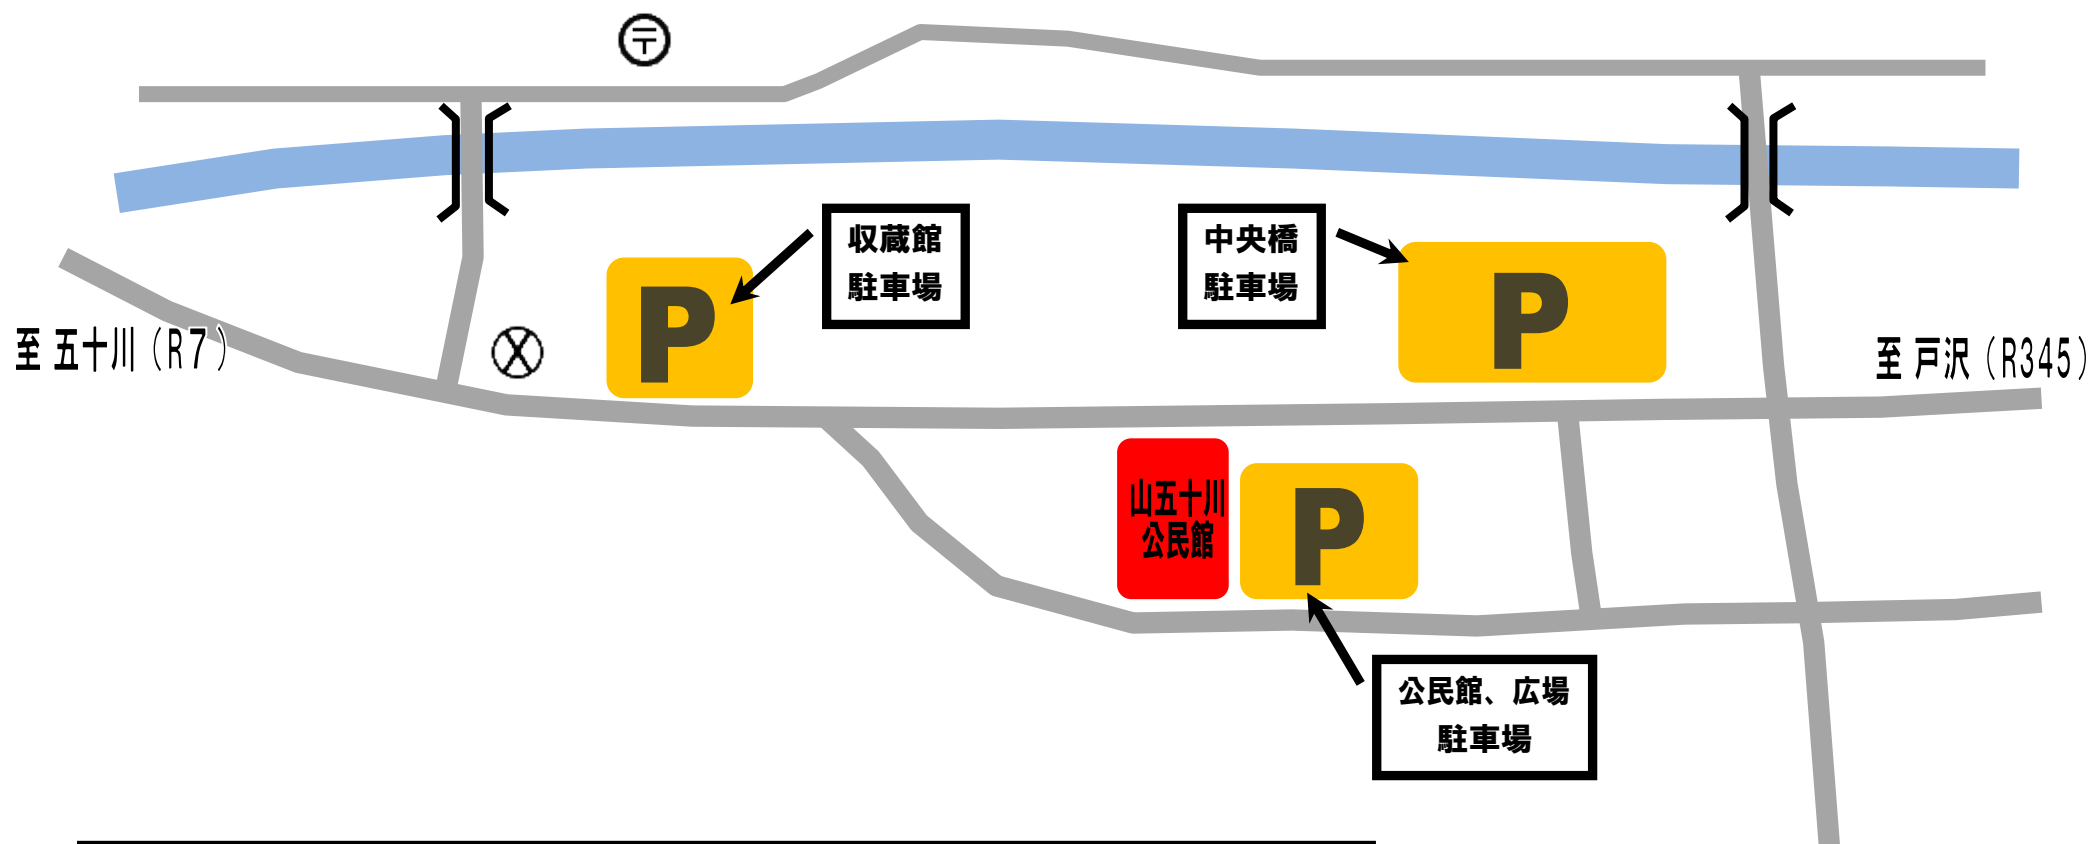 〒
収蔵館
駐車場
P
中央橋
駐車場
P
至 五十川（R７）
至 戸沢（R345）
山五十川
公民館
P
公民館、広場
駐車場